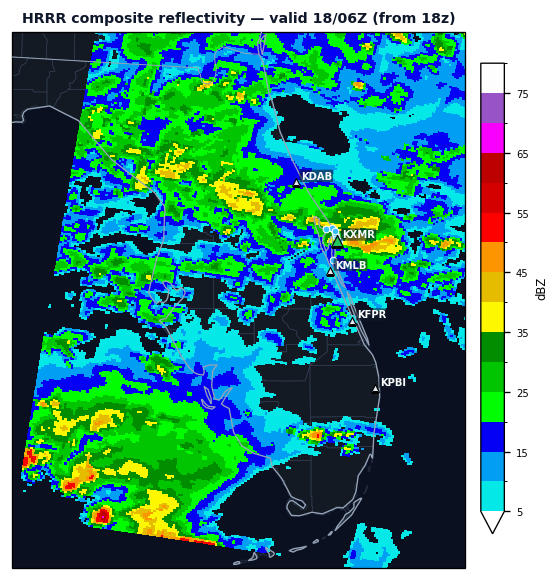 HRRR composite reflectivity — valid 18/06Z (from 18z)
KDAB
KXMR
KMLB
KFPR
KPBI
75
65
55
45
35
25
15
5
dBZ